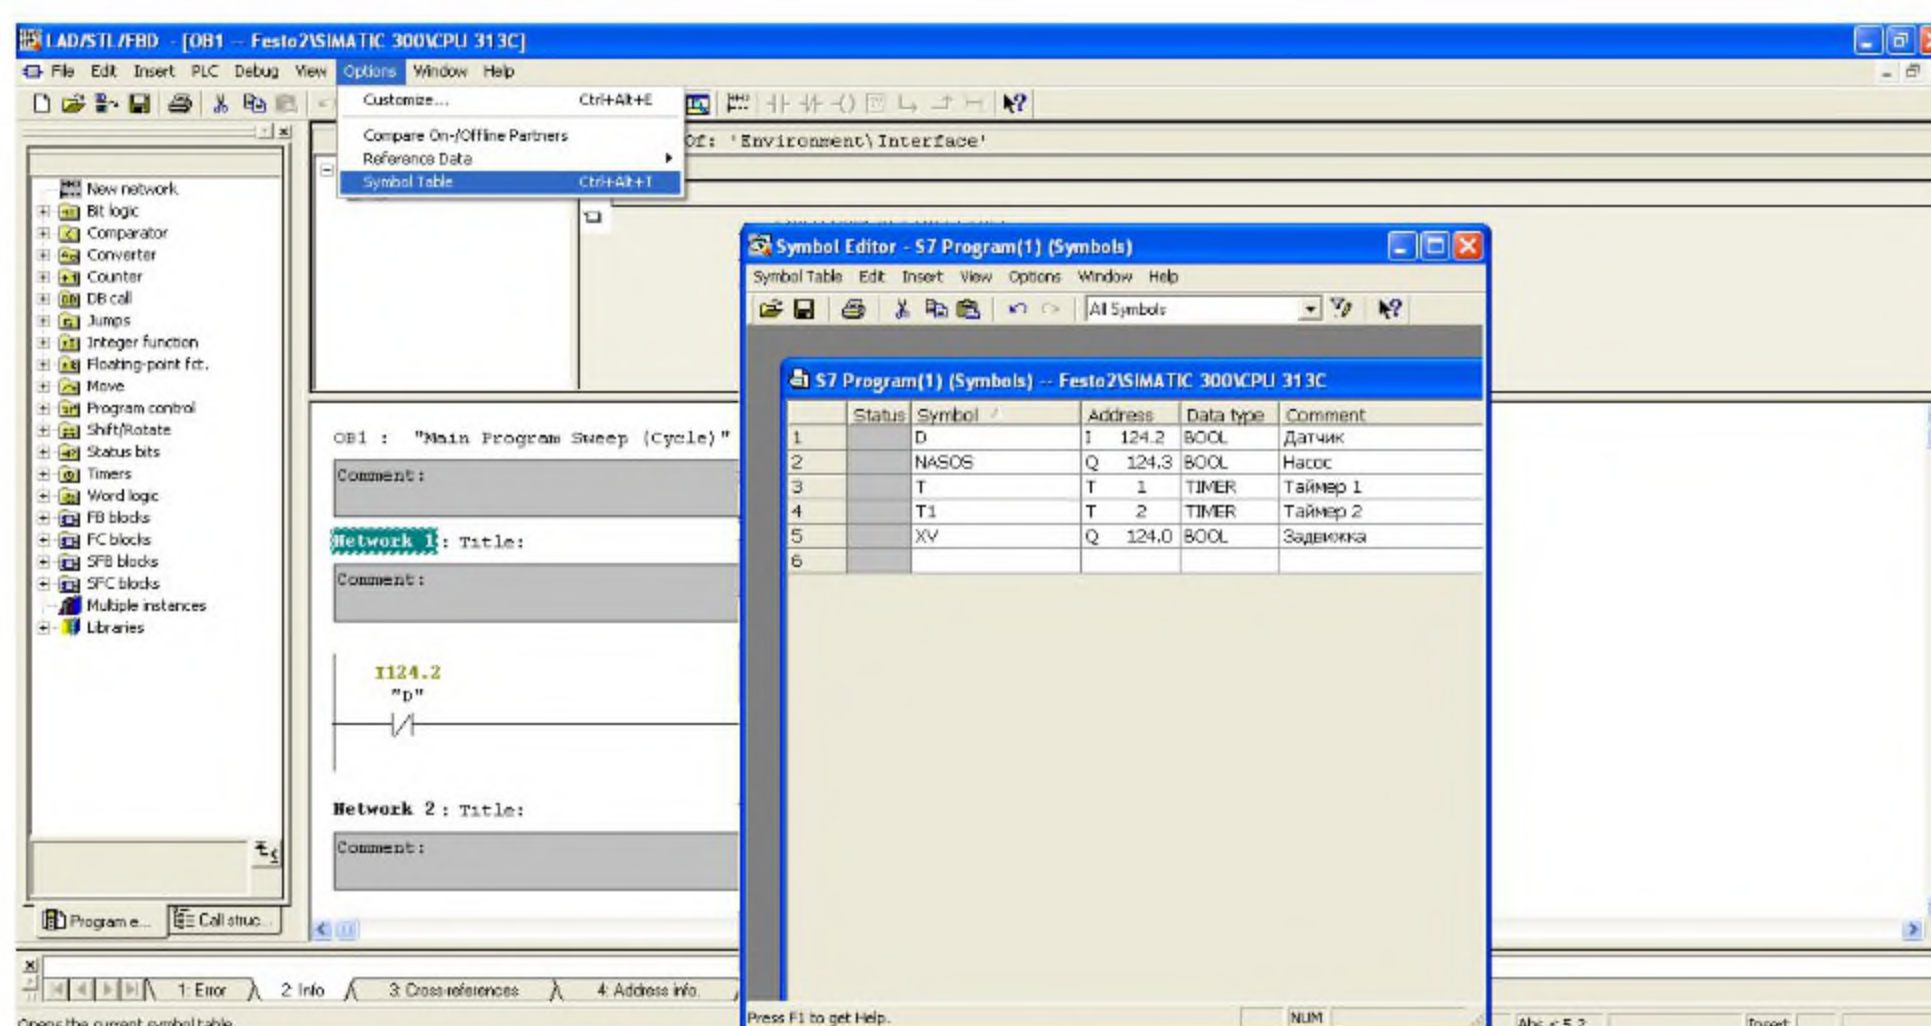 LAD/STL/FBD - [OB1 -- Festo2\SIMATIC 300\CPU 313C]
File Edit Insert PLC Debug View Options Window Help
Customize... Ctrl+Alt+E
Compare On-/Offline Partners
Reference Data
Symbol Table Ctrl+Alt+T
Of: 'Environment\Interface'
New network
Bit logic
Comparator
Converter
Counter
DB call
Jumps
Integer function
Floating-point fct.
Move
Program control
Shift/Rotate
Status bits
Timers
Word logic
FB blocks
FC blocks
SFB blocks
SFC blocks
Multiple instances
Libraries
Program e... Call struc...
OB1 : "Main Program Sweep (Cycle)"
Comment:
Network 1 : Title:
Comment:
I124.2
"D"
Network 2 : Title:
Comment:
Symbol Editor - S7 Program(1) (Symbols)
Symbol Table Edit Insert View Options Window Help
All Symbols
S7 Program(1) (Symbols) -- Festo2\SIMATIC 300\CPU 313C
Status Symbol Address Data type Comment
1 D I 124.2 BOOL Датчик
2 NASOS Q 124.3 BOOL Насос
3 T T 1 TIMER Таймер 1
4 T1 T 2 TIMER Таймер 2
5 XV Q 124.0 BOOL Задвижка
6
Press F1 to get Help. NUM
1: Error 2: Info 3: Cross-references 4: Address info.
Opens the current symbol table.
Abs < 5.2 Insert